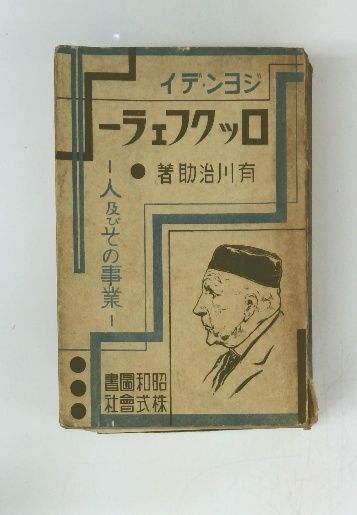 ジヨン・デイ
ロックフェラー
有川治助著
ー人及びその事業ー
昭和圖書
株式會社